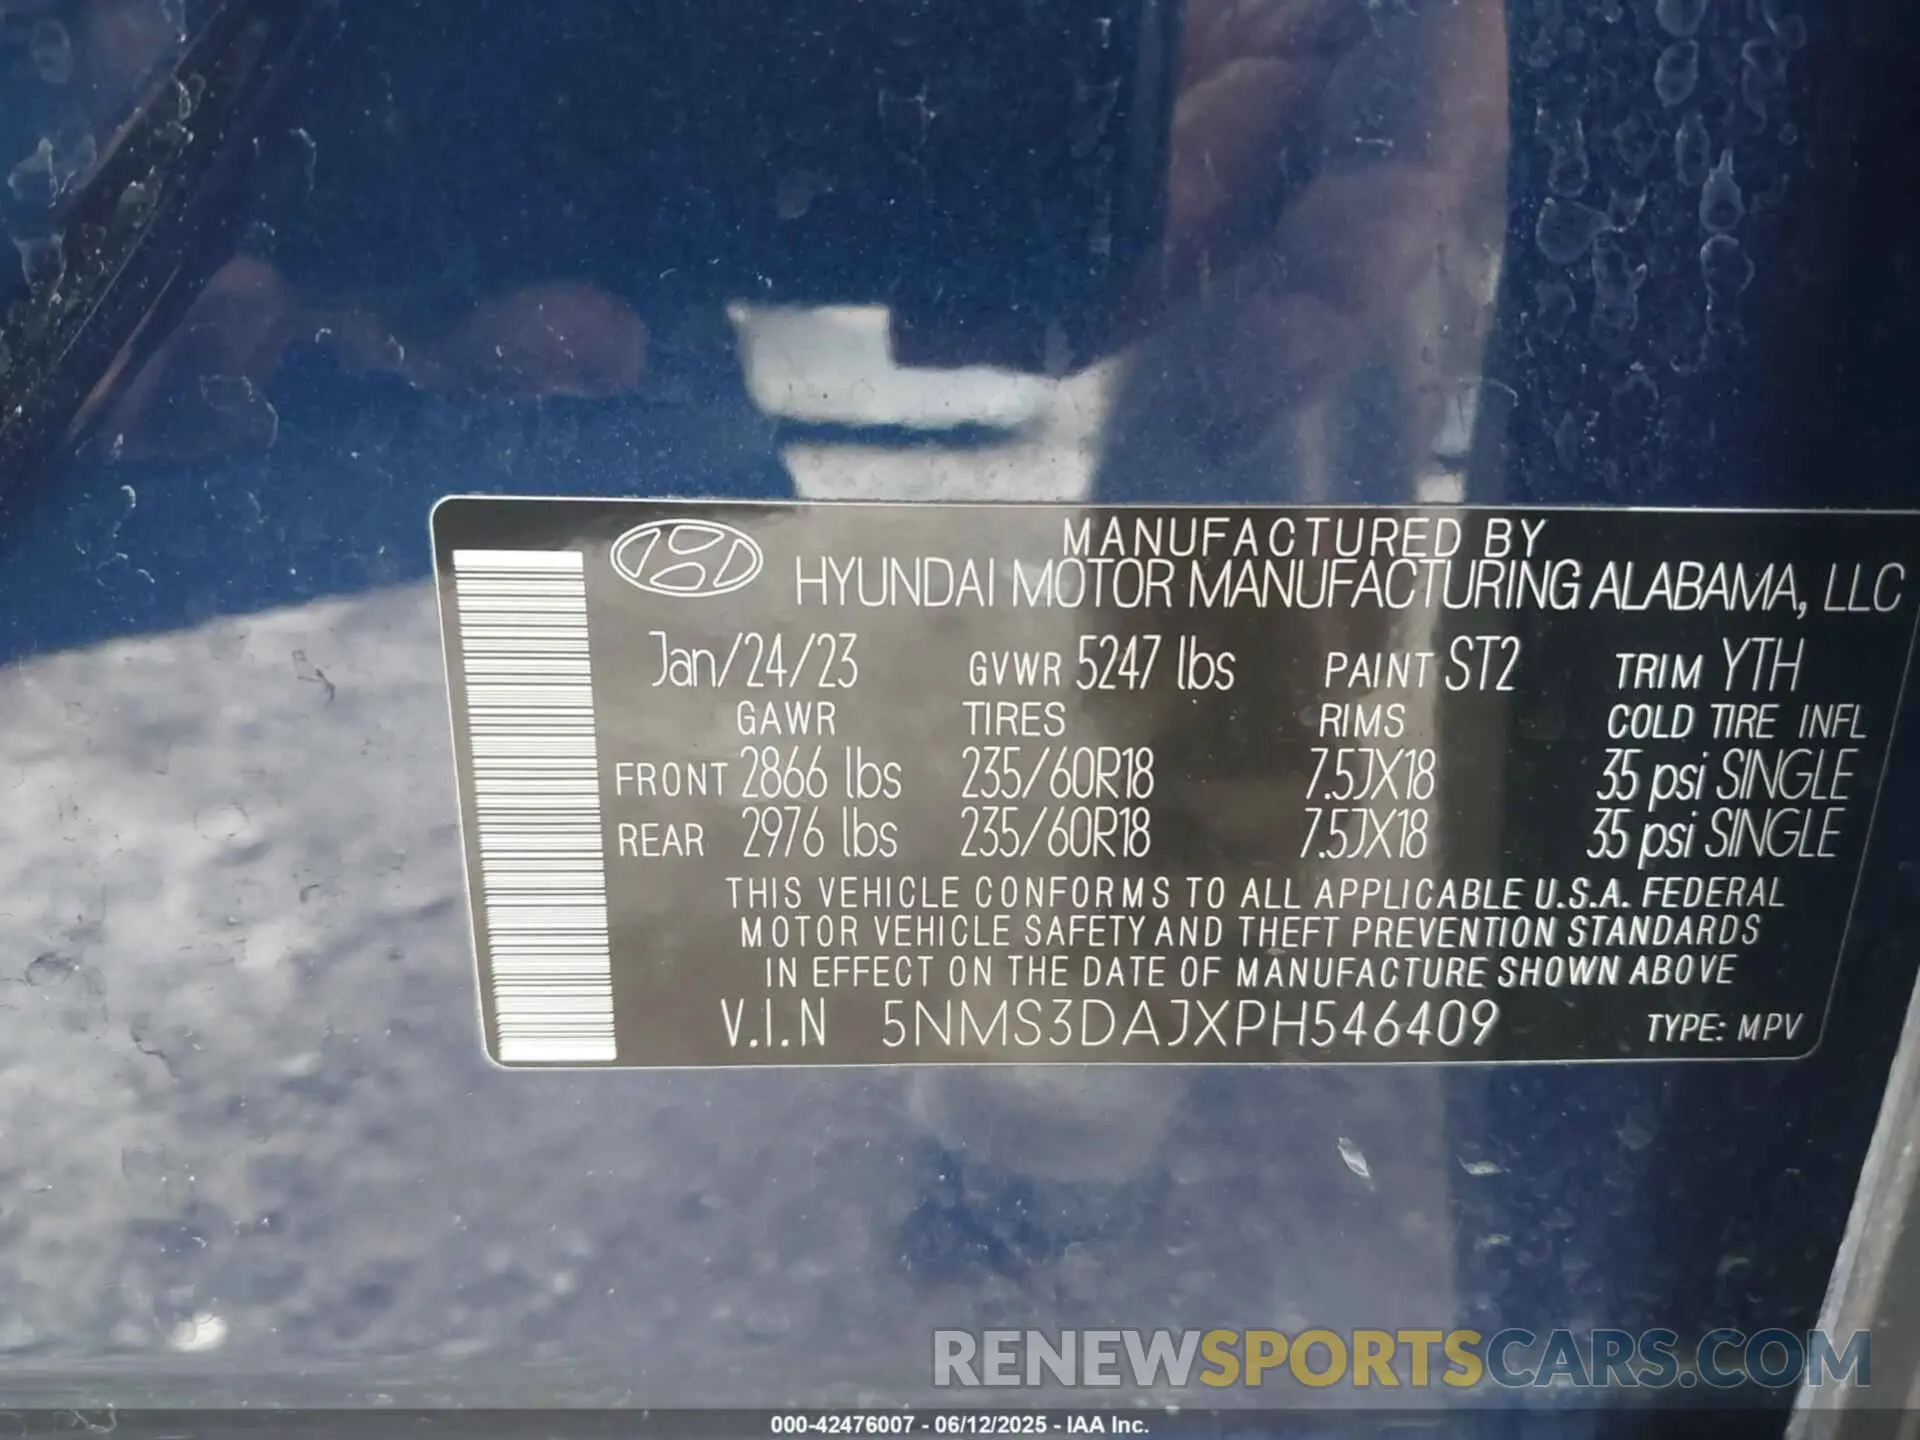 MANUFACTURED BY
HYUNDAI MOTOR MANUFACTURING ALABAMA, LLC
Jan/24/23 GVWR 5247 lbs PAINT ST2 TRIM YTH
GAWR TIRES RIMS COLD TIRE INFL
FRONT 2866 lbs 235/60R18 7.5JX18 35 psi SINGLE
REAR 2976 lbs 235/60R18 7.5JX18 35 psi SINGLE
THIS VEHICLE CONFORMS TO ALL APPLICABLE U.S.A. FEDERAL
MOTOR VEHICLE SAFETY AND THEFT PREVENTION STANDARDS
IN EFFECT ON THE DATE OF MANUFACTURE SHOWN ABOVE
V.I.N 5NMS3DAJXPH546409 TYPE: MPV
RENEWSPORTSCARS.COM
000-42476007 - 06/12/2025 - IAA Inc.